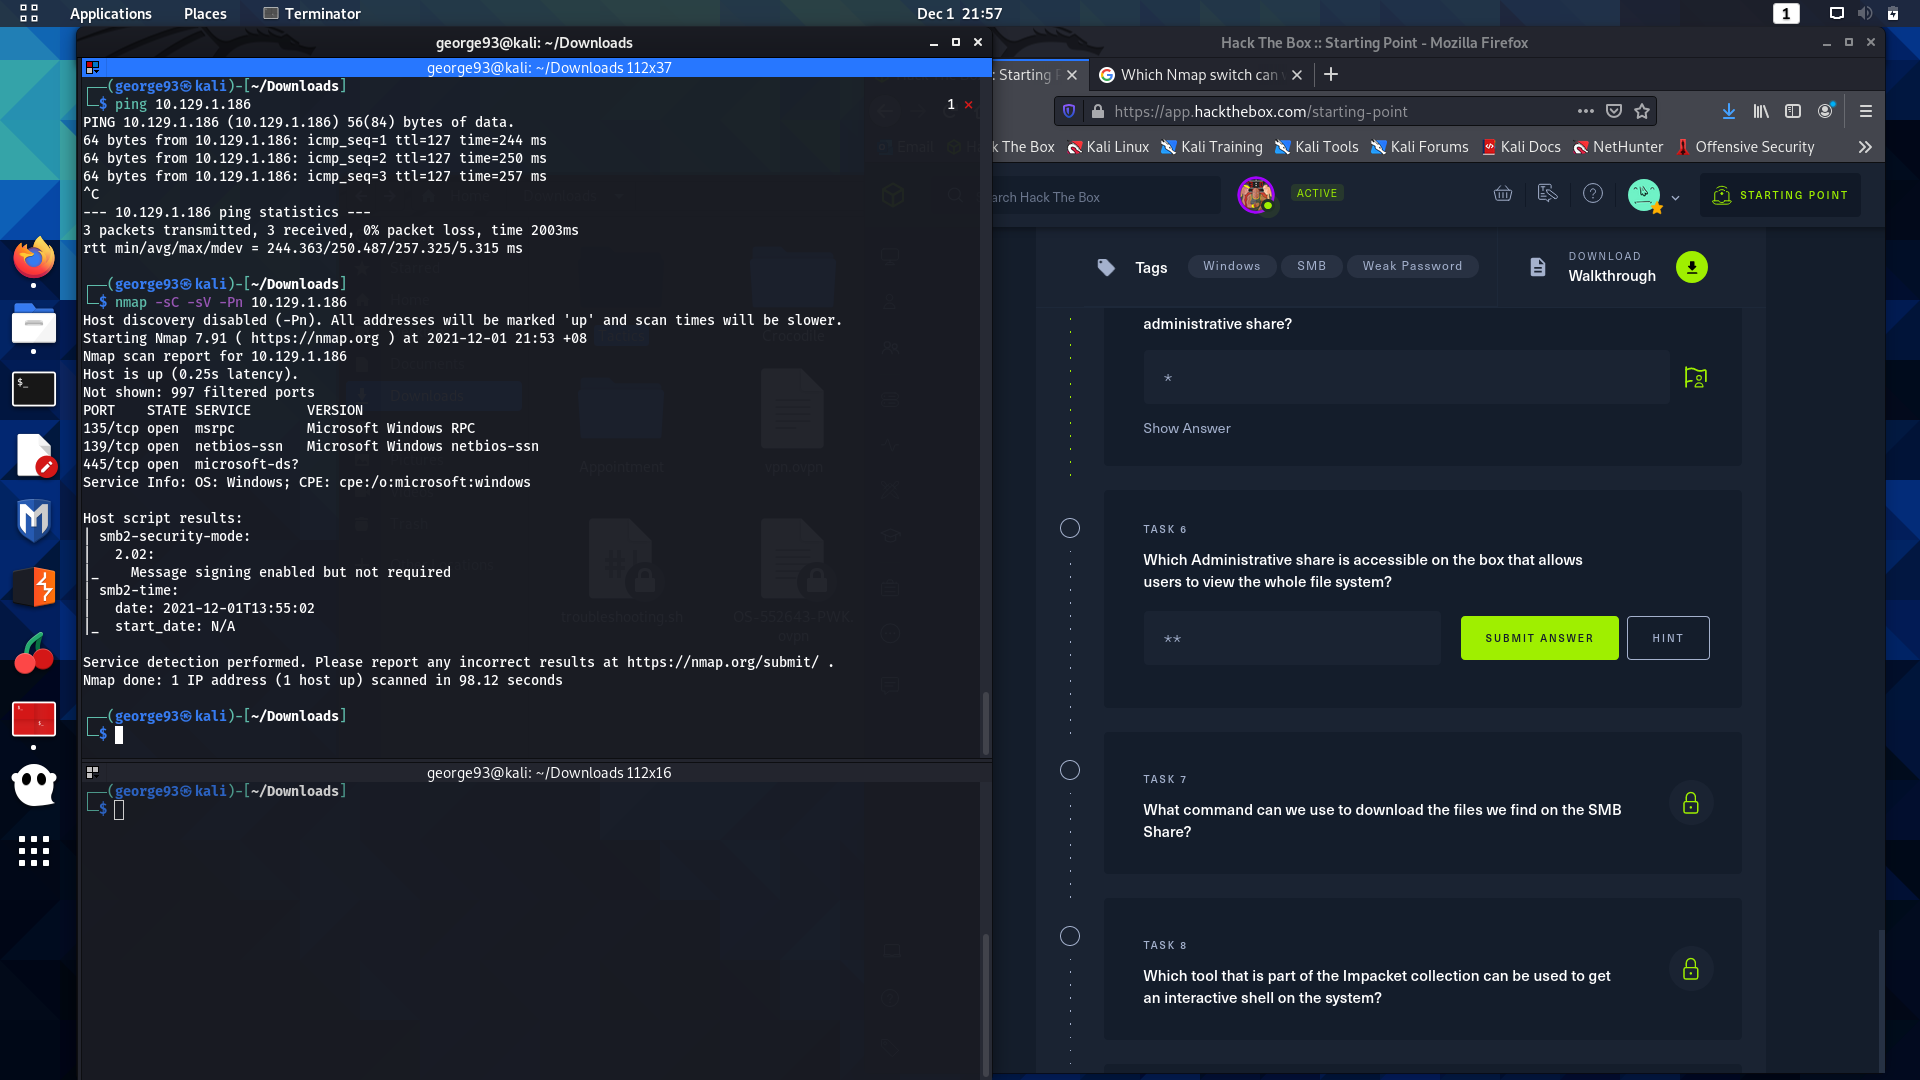 Applications Places Terminator Dec 1 21:57 1
george93@kali: ~/Downloads
george93@kali: ~/Downloads 112x37
┌──(george93㉿kali)-[~/Downloads]
└─$ ping 10.129.1.186 1 ⨯
PING 10.129.1.186 (10.129.1.186) 56(84) bytes of data.
64 bytes from 10.129.1.186: icmp_seq=1 ttl=127 time=244 ms
64 bytes from 10.129.1.186: icmp_seq=2 ttl=127 time=250 ms
64 bytes from 10.129.1.186: icmp_seq=3 ttl=127 time=257 ms
^C
--- 10.129.1.186 ping statistics ---
3 packets transmitted, 3 received, 0% packet loss, time 2003ms
rtt min/avg/max/mdev = 244.363/250.487/257.325/5.315 ms
┌──(george93㉿kali)-[~/Downloads]
└─$ nmap -sC -sV -Pn 10.129.1.186
Host discovery disabled (-Pn). All addresses will be marked 'up' and scan times will be slower.
Starting Nmap 7.91 ( https://nmap.org ) at 2021-12-01 21:53 +08
Nmap scan report for 10.129.1.186
Host is up (0.25s latency).
Not shown: 997 filtered ports
PORT    STATE SERVICE       VERSION
135/tcp open  msrpc         Microsoft Windows RPC
139/tcp open  netbios-ssn   Microsoft Windows netbios-ssn
445/tcp open  microsoft-ds?
Service Info: OS: Windows; CPE: cpe:/o:microsoft:windows
Host script results:
| smb2-security-mode:
|   2.02:
|_    Message signing enabled but not required
| smb2-time:
|   date: 2021-12-01T13:55:02
|_  start_date: N/A
Service detection performed. Please report any incorrect results at https://nmap.org/submit/ .
Nmap done: 1 IP address (1 host up) scanned in 98.12 seconds
┌──(george93㉿kali)-[~/Downloads]
└─$
Downloads
Appointment
vpn.ovpn
troubleshooting.sh
OS-552643-PWK.
ovpn
george93@kali: ~/Downloads 112x16
┌──(george93㉿kali)-[~/Downloads]
└─$
Hack The Box :: Starting Point - Mozilla Firefox
: Starting Which Nmap switch can
https://app.hackthebox.com/starting-point
The Box Kali Linux Kali Training Kali Tools Kali Forums Kali Docs NetHunter Offensive Security
arch Hack The Box
ACTIVE
STARTING POINT
Tags
Windows
SMB
Weak Password
DOWNLOAD
Walkthrough
administrative share?
*
Show Answer
TASK 6
Which Administrative share is accessible on the box that allows
users to view the whole file system?
**
SUBMIT ANSWER
HINT
TASK 7
What command can we use to download the files we find on the SMB
Share?
TASK 8
Which tool that is part of the Impacket collection can be used to get
an interactive shell on the system?